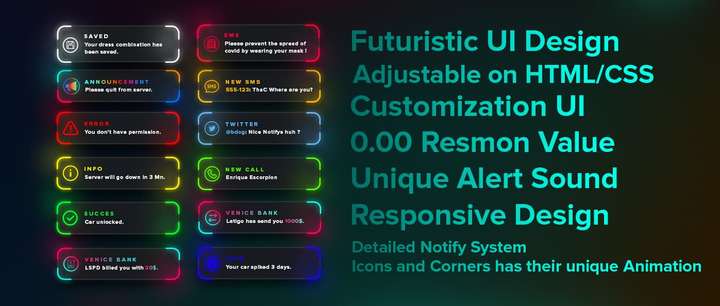 SAVED
Your dress combination has
been saved.
EMS
Please prevent the spread of
covid by wearing your mask !
ANNOUNCEMENT
Please quit from server.
SMS
NEW SMS
555-123: ThaC Where are you?
ERROR
You don't have permission.
TWITTER
@bdog: Nice Notifys huh ?
INFO
Server will go down in 3 Mn.
NEW CALL
Enrique Escorpion
SUCCES
Car unlocked.
VENICE BANK
Letigo has send you 1000$.
VENICE BANK
LSPD billed you with 20$.
Your car spiked 3 days.
Futuristic UI Design
Adjustable on HTML/CSS
Customization UI
0.00 Resmon Value
Unique Alert Sound
Responsive Design
Detailed Notify System
Icons and Corners has their unique Animation